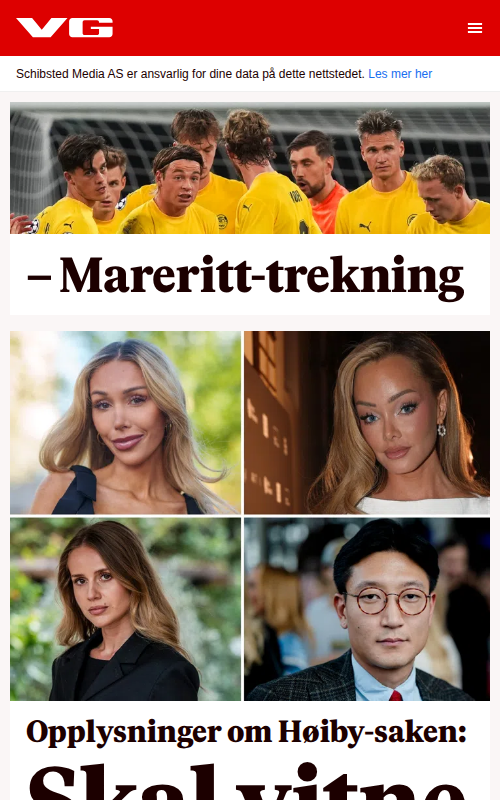 VG
Schibsted Media AS er ansvarlig for dine data på dette nettstedet. Les mer her
– Mareritt-trekning
Opplysninger om Høiby-saken:
Skal vitne